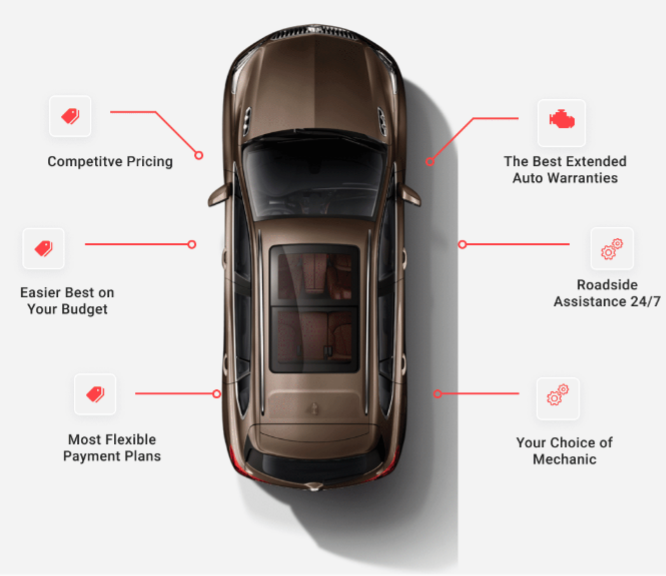 Competitve Pricing
The Best Extended
Auto Warranties
Easier Best on
Your Budget
Roadside
Assistance 24/7
Most Flexible
Payment Plans
Your Choice of
Mechanic